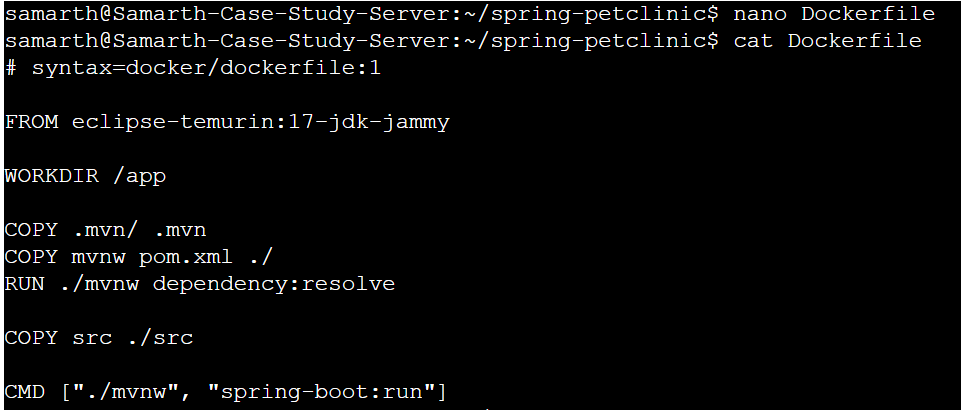 samarth@Samarth-Case-Study-Server:~/spring-petclinic$ nano Dockerfile
samarth@Samarth-Case-Study-Server:~/spring-petclinic$ cat Dockerfile
# syntax=docker/dockerfile:1
FROM eclipse-temurin:17-jdk-jammy
WORKDIR /app
COPY .mvn/ .mvn
COPY mvnw pom.xml ./
RUN ./mvnw dependency:resolve
COPY src ./src
CMD ["./mvnw", "spring-boot:run"]